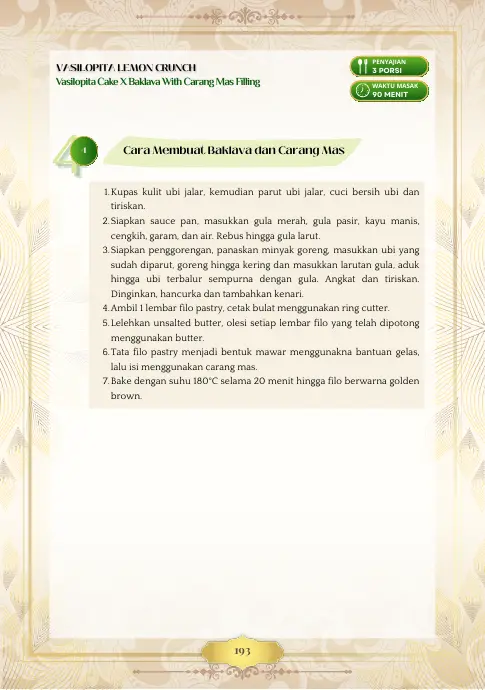 VASILOPITA LEMON CRUNCH
Vasilopita Cake X Baklava With Carang Mas Filling
PENYAJIAN
3 PORSI
WAKTU MASAK
90 MENIT
4
Cara Membuat Baklava dan Carang Mas
1. Kupas kulit ubi jalar, kemudian parut ubi jalar, cuci bersih ubi dan
tiriskan.
2. Siapkan sauce pan, masukkan gula merah, gula pasir, kayu manis,
cengkih, garam, dan air. Rebus hingga gula larut.
3. Siapkan penggorengan, panaskan minyak goreng, masukkan ubi yang
sudah diparut, goreng hingga kering dan masukkan larutan gula, aduk
hingga ubi terbalur sempurna dengan gula. Angkat dan tiriskan.
Dinginkan, hancurka dan tambahkan kenari.
4. Ambil 1 lembar filo pastry, cetak bulat menggunakan ring cutter.
5. Lelehkan unsalted butter, olesi setiap lembar filo yang telah dipotong
menggunakan butter.
6. Tata filo pastry menjadi bentuk mawar menggunakna bantuan gelas,
lalu isi menggunakan carang mas.
7. Bake dengan suhu 180°C selama 20 menit hingga filo berwarna golden
brown.
193